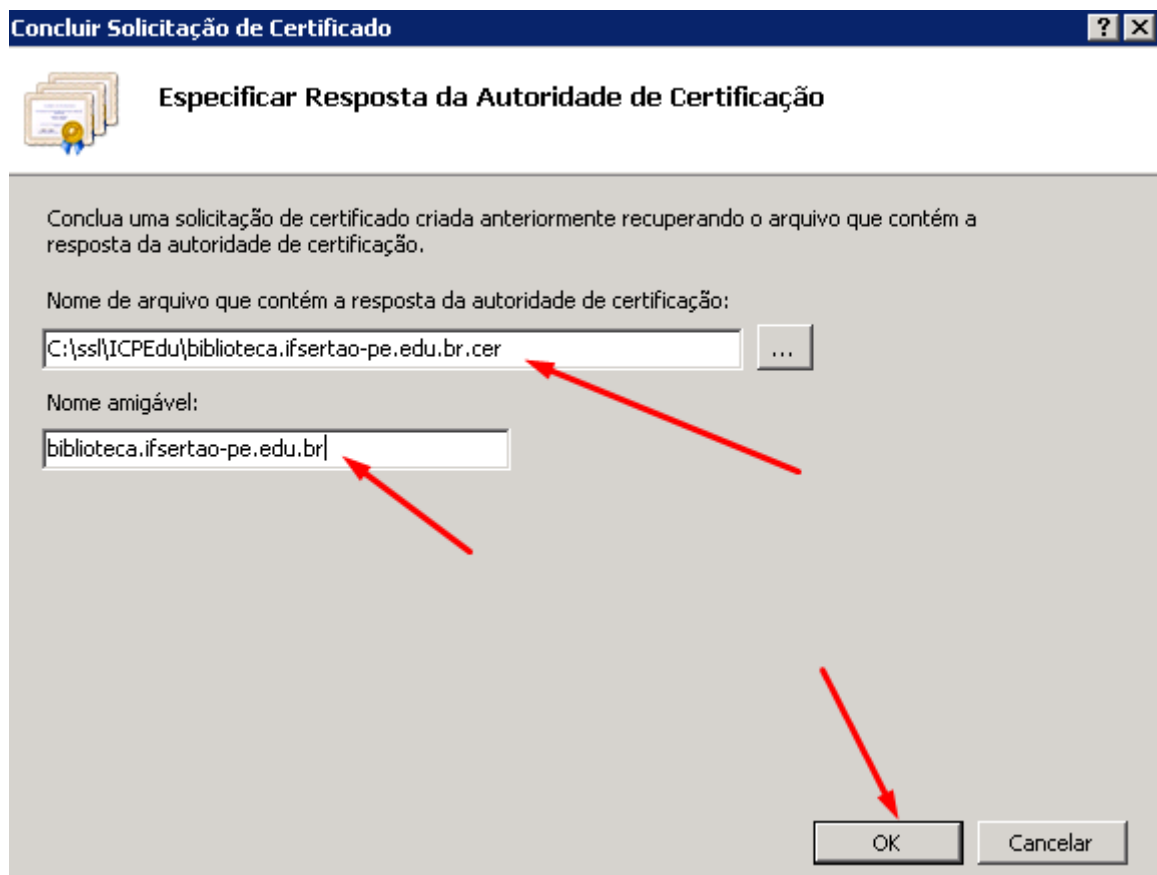 Concluir Solicitação de Certificado
Especificar Resposta da Autoridade de Certificação
Conclua uma solicitação de certificado criada anteriormente recuperando o arquivo que contém a
resposta da autoridade de certificação.
Nome de arquivo que contém a resposta da autoridade de certificação:
C:\ssl\ICPEdu\biblioteca.ifsertao-pe.edu.br.cer
...
Nome amigável:
biblioteca.ifsertao-pe.edu.br
OK
Cancelar